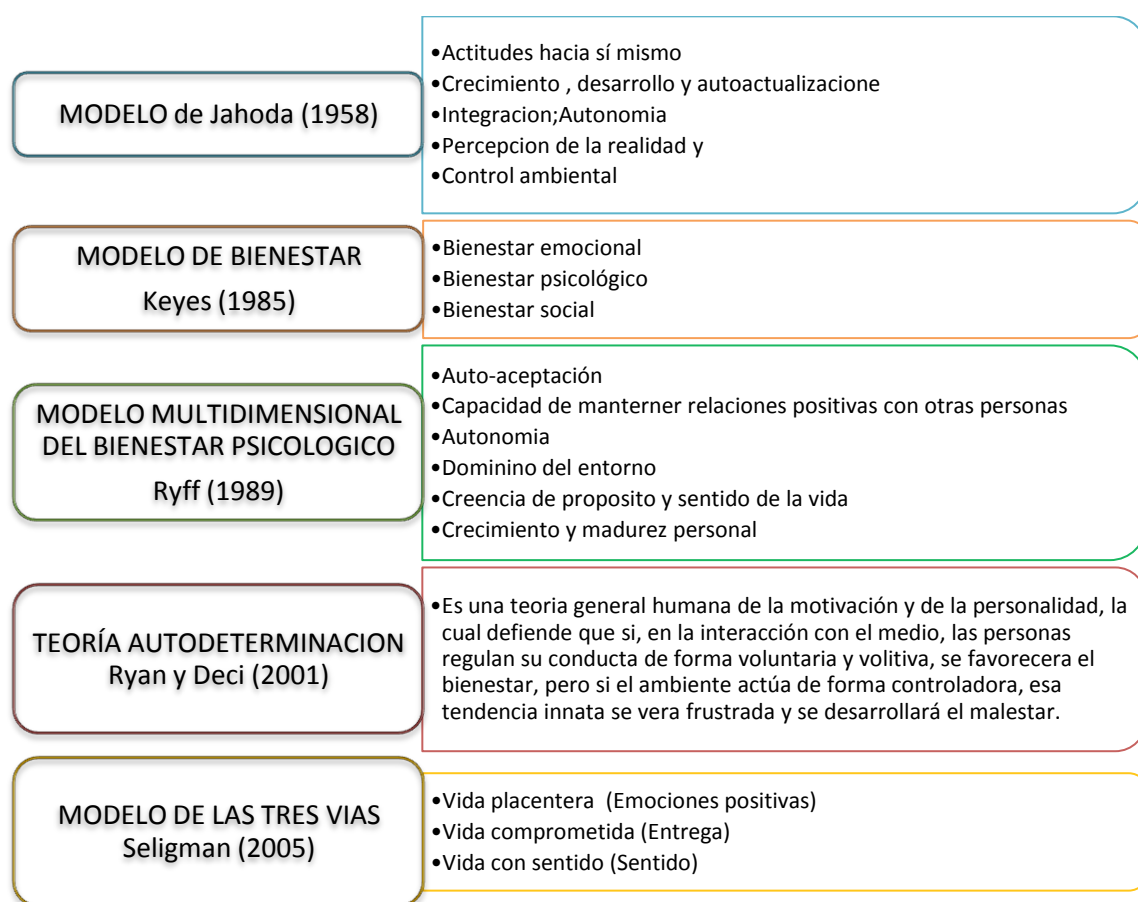 MODELO de Jahoda (1958)
•Actitudes hacia sí mismo
•Crecimiento , desarrollo y autoactualizacione
•Integracion;Autonomia
•Percepcion de la realidad y
•Control ambiental
MODELO DE BIENESTAR
Keyes (1985)
•Bienestar emocional
•Bienestar psicológico
•Bienestar social
MODELO MULTIDIMENSIONAL
DEL BIENESTAR PSICOLOGICO
Ryff (1989)
•Auto-aceptación
•Capacidad de manterner relaciones positivas con otras personas
•Autonomia
•Dominino del entorno
•Creencia de proposito y sentido de la vida
•Crecimiento y madurez personal
TEORÍA AUTODETERMINACION
Ryan y Deci (2001)
•Es una teoria general humana de la motivación y de la personalidad, la
cual defiende que si, en la interacción con el medio, las personas
regulan su conducta de forma voluntaria y volitiva, se favorecera el
bienestar, pero si el ambiente actúa de forma controladora, esa
tendencia innata se vera frustrada y se desarrollará el malestar.
MODELO DE LAS TRES VIAS
Seligman (2005)
•Vida placentera  (Emociones positivas)
•Vida comprometida (Entrega)
•Vida con sentido (Sentido)